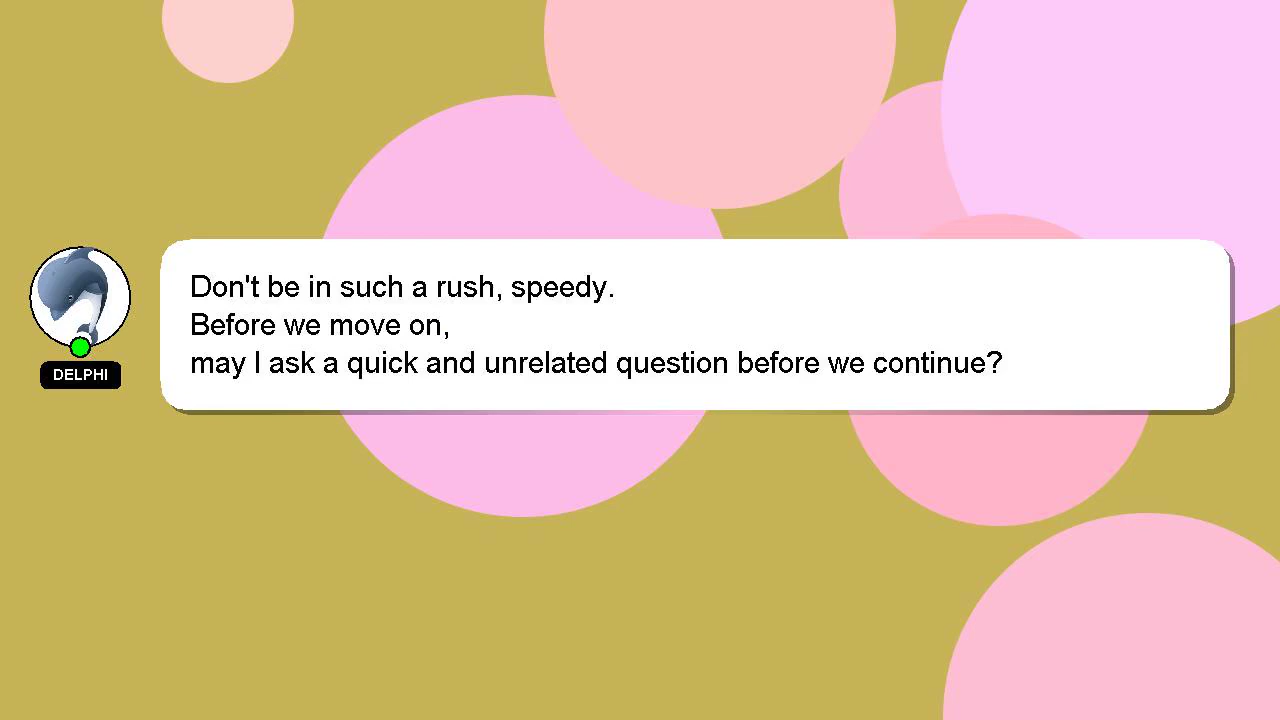 Don't be in such a rush, speedy.
Before we move on,
may I ask a quick and unrelated question before we continue?
DELPHI